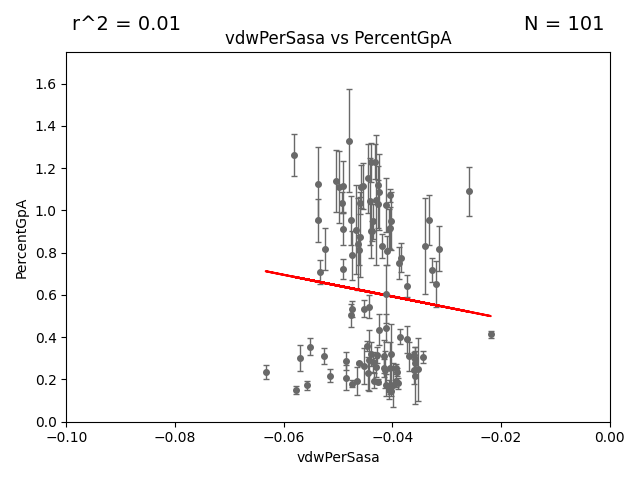 r^2 = 0.01 N = 101
vdwPerSasa vs PercentGpA
1.6
1.4
1.2
1.0
0.8
0.6
0.4
0.2
0.0
PercentGpA
−0.10 −0.08 −0.06 −0.04 −0.02 0.00
vdwPerSasa